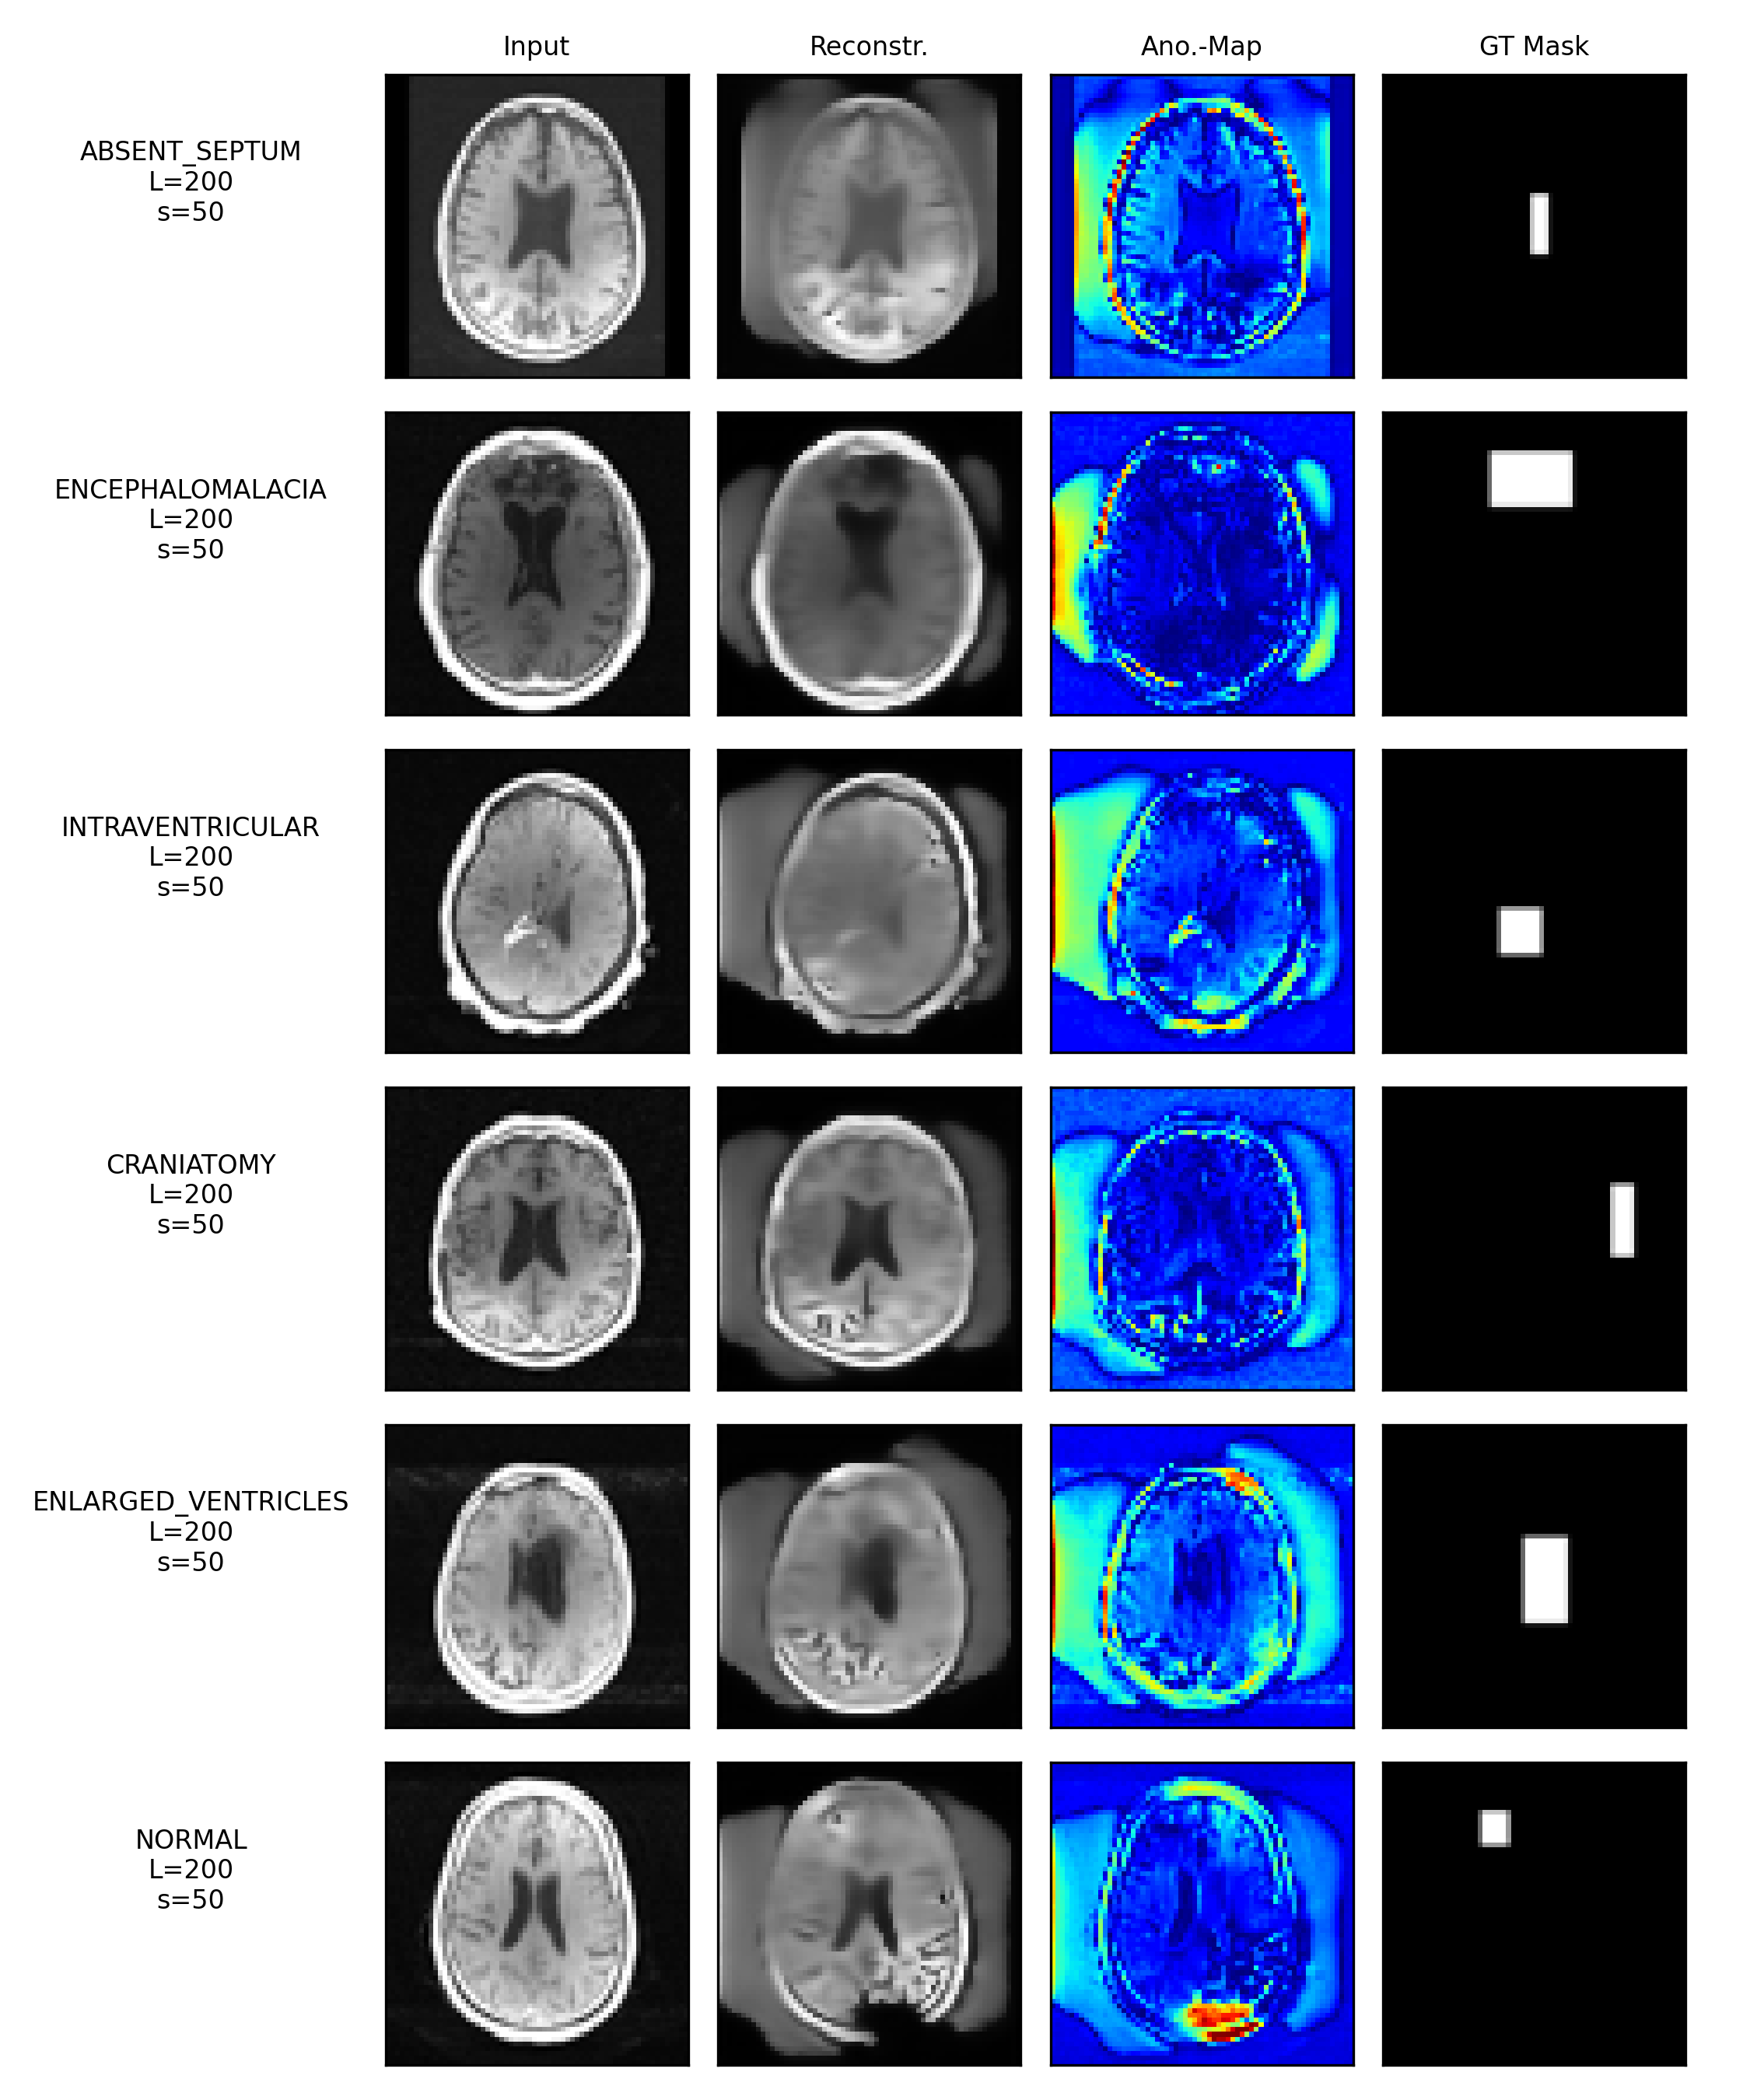 Input Reconstr. Ano.-Map GT Mask
ABSENT_SEPTUM
L=200
s=50
ENCEPHALOMALACIA
L=200
s=50
INTRAVENTRICULAR
L=200
s=50
CRANIATOMY
L=200
s=50
ENLARGED_VENTRICLES
L=200
s=50
NORMAL
L=200
s=50